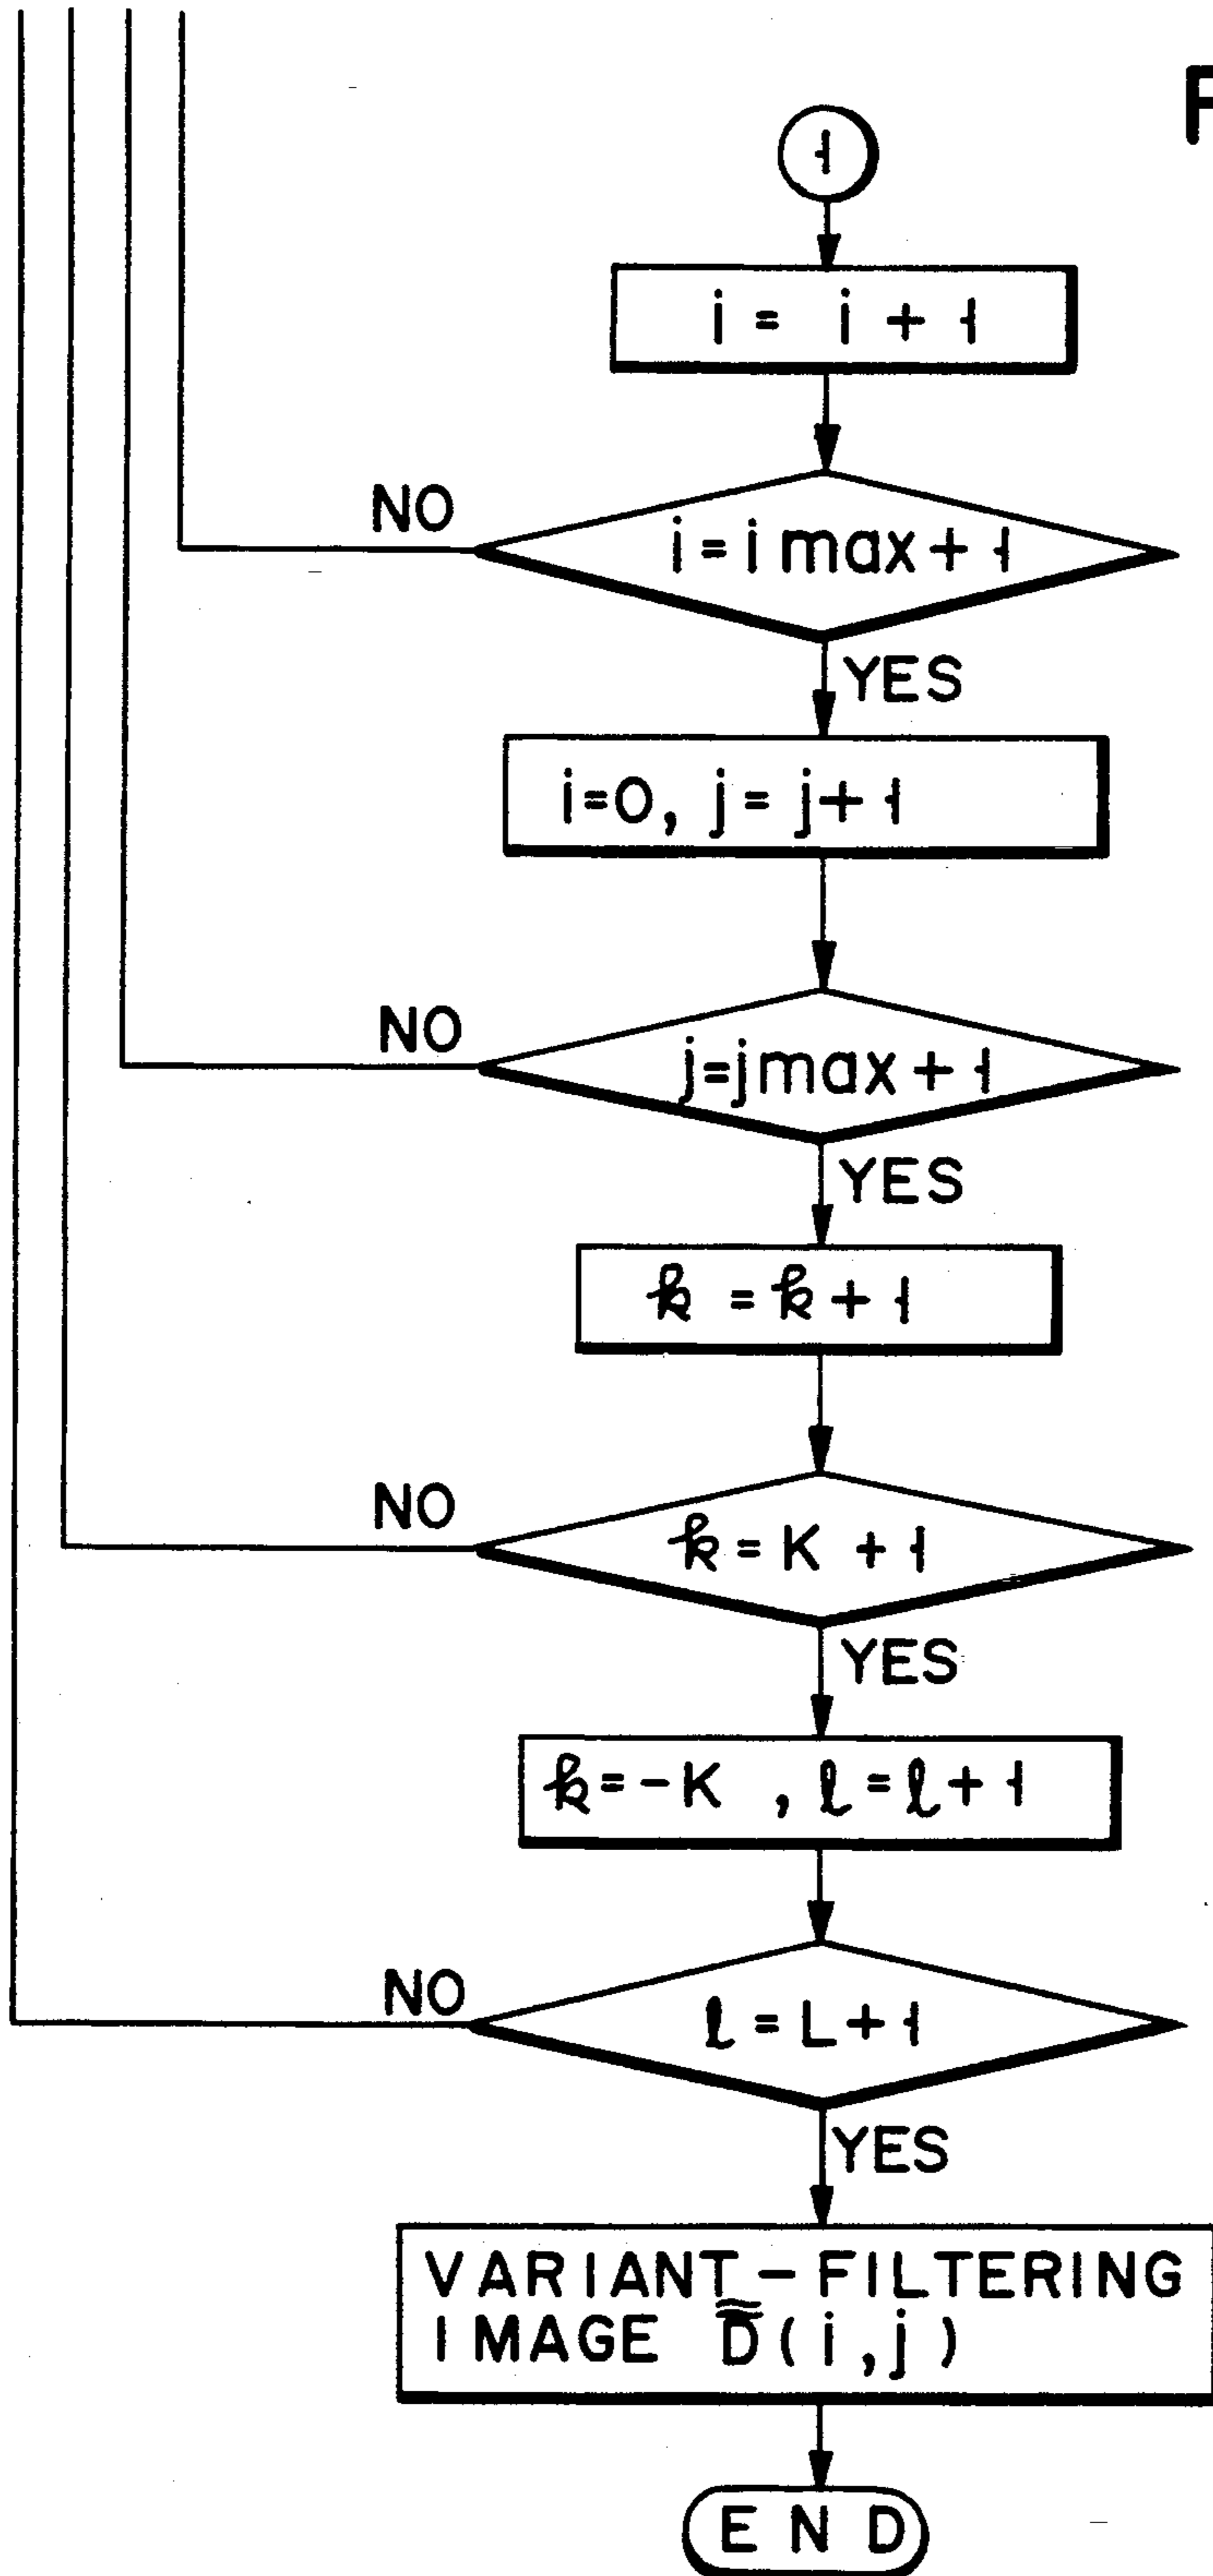 F
1
i = i + 1
NO
i = i max + 1
YES
i=0, j = j + 1
NO
j=jmax + 1
YES
k = k + 1
NO
k = K + 1
YES
k = -K , ℓ = ℓ + 1
NO
ℓ = L + 1
YES
VARIANT-FILTERING
IMAGE D̿̃(i,j)
END